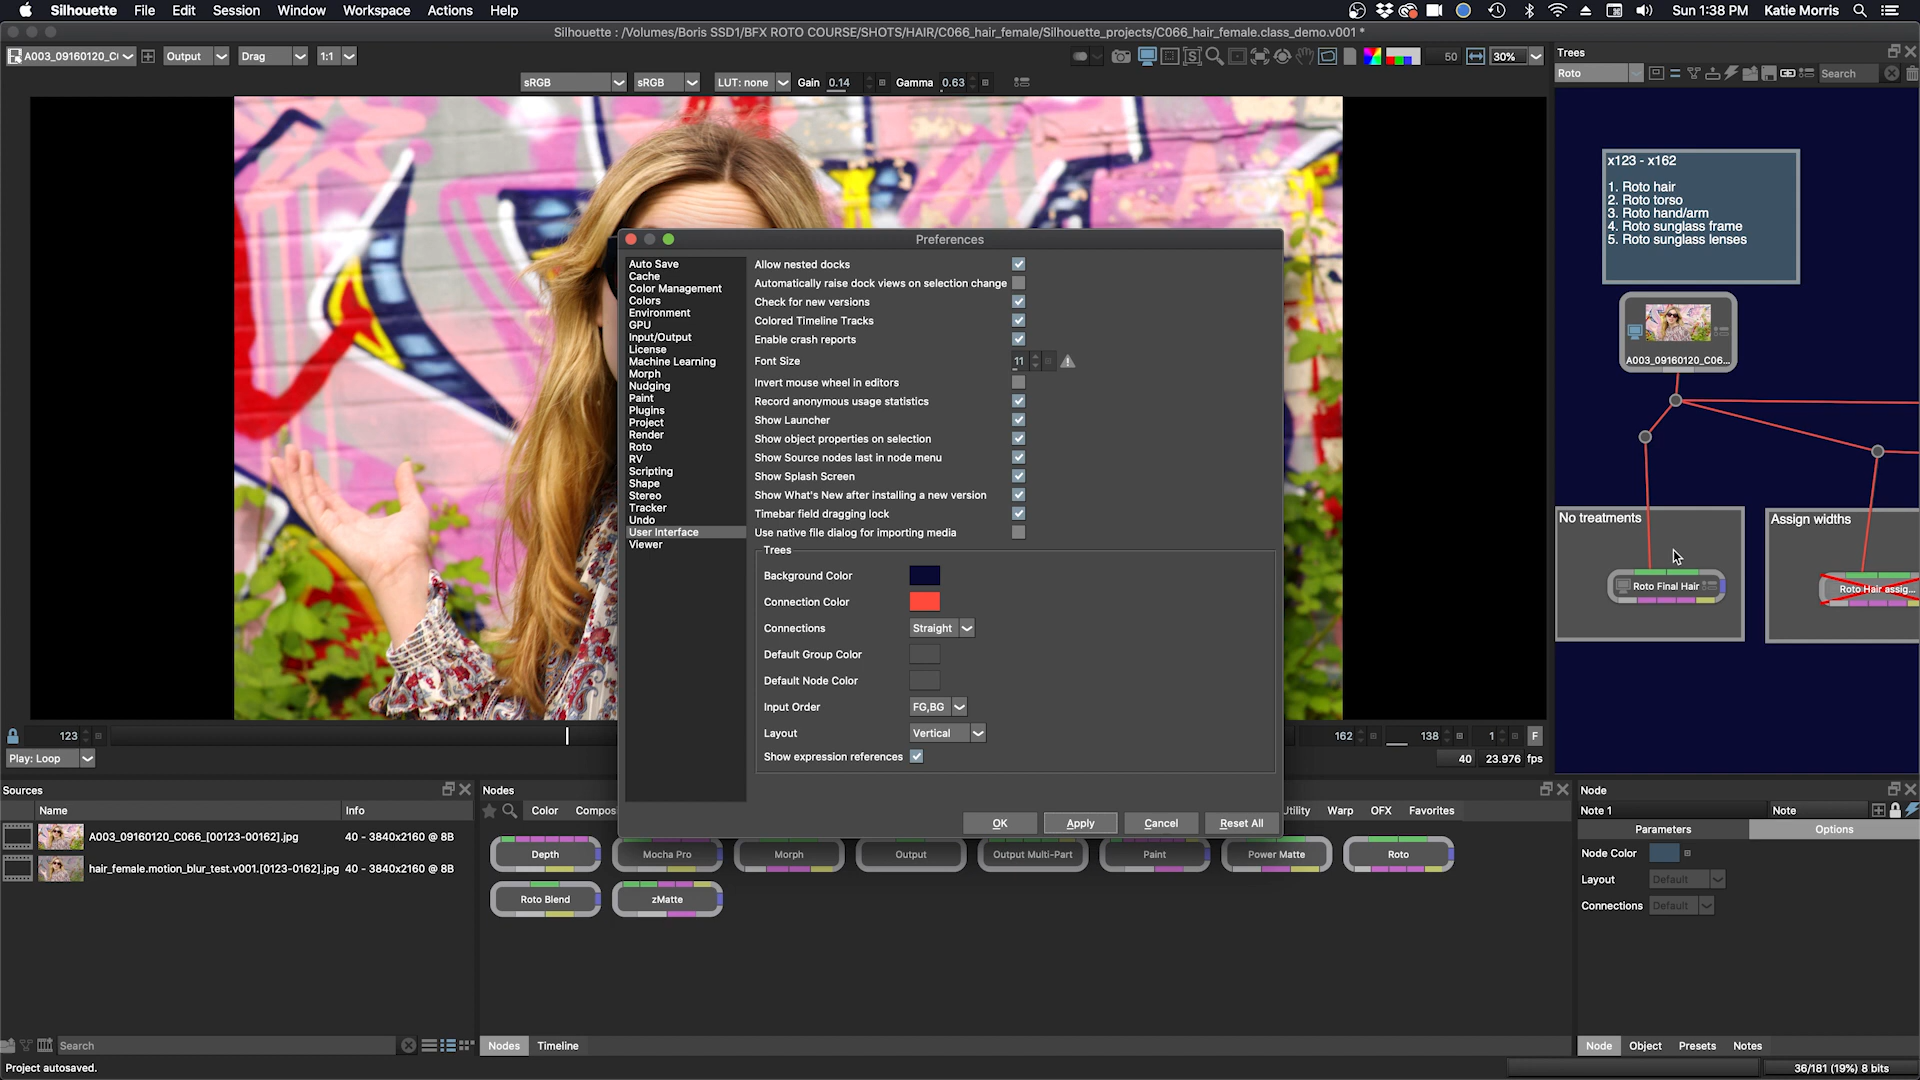 Silhouette File Edit Session Window Workspace Actions Help Sun 1:38 PM Katie Morris
Silhouette : /Volumes/Boris SSD1/BFX ROTO COURSE/SHOTS/HAIR/C066_hair_female/Silhouette_projects/C066_hair_female.class_demo.v001 *
A003_09160120_C Output Drag 1:1 50 30%
sRGB sRGB LUT: none Gain 0.14 Gamma 0.63
Trees
Roto Search
x123 - x162
1. Roto hair
2. Roto torso
3. Roto hand/arm
4. Roto sunglass frame
5. Roto sunglass lenses
A003_09160120_C06...
No treatments
Roto Final Hair
Assign widths
Roto Hair assig...
Preferences
Auto Save
Cache
Color Management
Colors
Environment
GPU
Input/Output
License
Machine Learning
Morph
Nudging
Paint
Plugins
Project
Render
Roto
RV
Scripting
Shape
Stereo
Tracker
Undo
User Interface
Viewer
Allow nested docks
Automatically raise dock views on selection change
Check for new versions
Colored Timeline Tracks
Enable crash reports
Font Size 11
Invert mouse wheel in editors
Record anonymous usage statistics
Show Launcher
Show object properties on selection
Show Source nodes last in node menu
Show Splash Screen
Show What's New after installing a new version
Timebar field dragging lock
Use native file dialog for importing media
Trees
Background Color
Connection Color
Connections Straight
Default Group Color
Default Node Color
Input Order FG,BG
Layout Vertical
Show expression references
OK Apply Cancel Reset All
123 162 138 1 F
Play: Loop 40 23.976 fps
Sources
Name Info
A003_09160120_C066_[00123-00162].jpg 40 - 3840x2160 @ 8B
hair_female.motion_blur_test.v001.[0123-0162].jpg 40 - 3840x2160 @ 8B
Search
Nodes
Color Compos Utility Warp OFX Favorites
Depth Mocha Pro Morph Output Output Multi-Part Paint Power Matte Roto
Roto Blend zMatte
Nodes Timeline
Node
Note 1 Note
Parameters Options
Node Color
Layout Default
Connections Default
Node Object Presets Notes
Project autosaved.
36/181 (19%) 8 bits